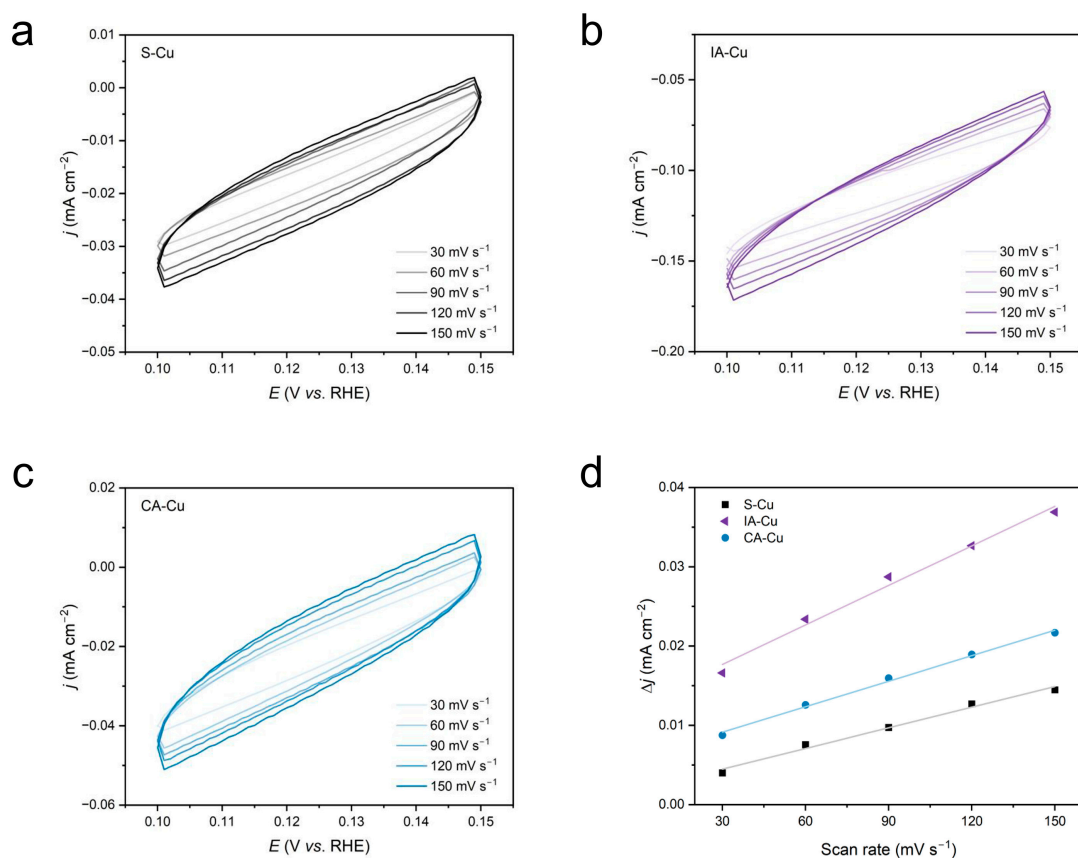 a
S-Cu
0.01
0.00
−0.01
−0.02
−0.03
−0.04
−0.05
j (mA cm⁻²)
0.10 0.11 0.12 0.13 0.14 0.15
E (V vs. RHE)
30 mV s⁻¹
60 mV s⁻¹
90 mV s⁻¹
120 mV s⁻¹
150 mV s⁻¹
b
IA-Cu
−0.05
−0.10
−0.15
−0.20
j (mA cm⁻²)
0.10 0.11 0.12 0.13 0.14 0.15
E (V vs. RHE)
30 mV s⁻¹
60 mV s⁻¹
90 mV s⁻¹
120 mV s⁻¹
150 mV s⁻¹
c
CA-Cu
0.02
0.00
−0.02
−0.04
−0.06
j (mA cm⁻²)
0.10 0.11 0.12 0.13 0.14 0.15
E (V vs. RHE)
30 mV s⁻¹
60 mV s⁻¹
90 mV s⁻¹
120 mV s⁻¹
150 mV s⁻¹
d
S-Cu
IA-Cu
CA-Cu
0.04
0.03
0.02
0.01
0.00
Δj (mA cm⁻²)
30 60 90 120 150
Scan rate (mV s⁻¹)